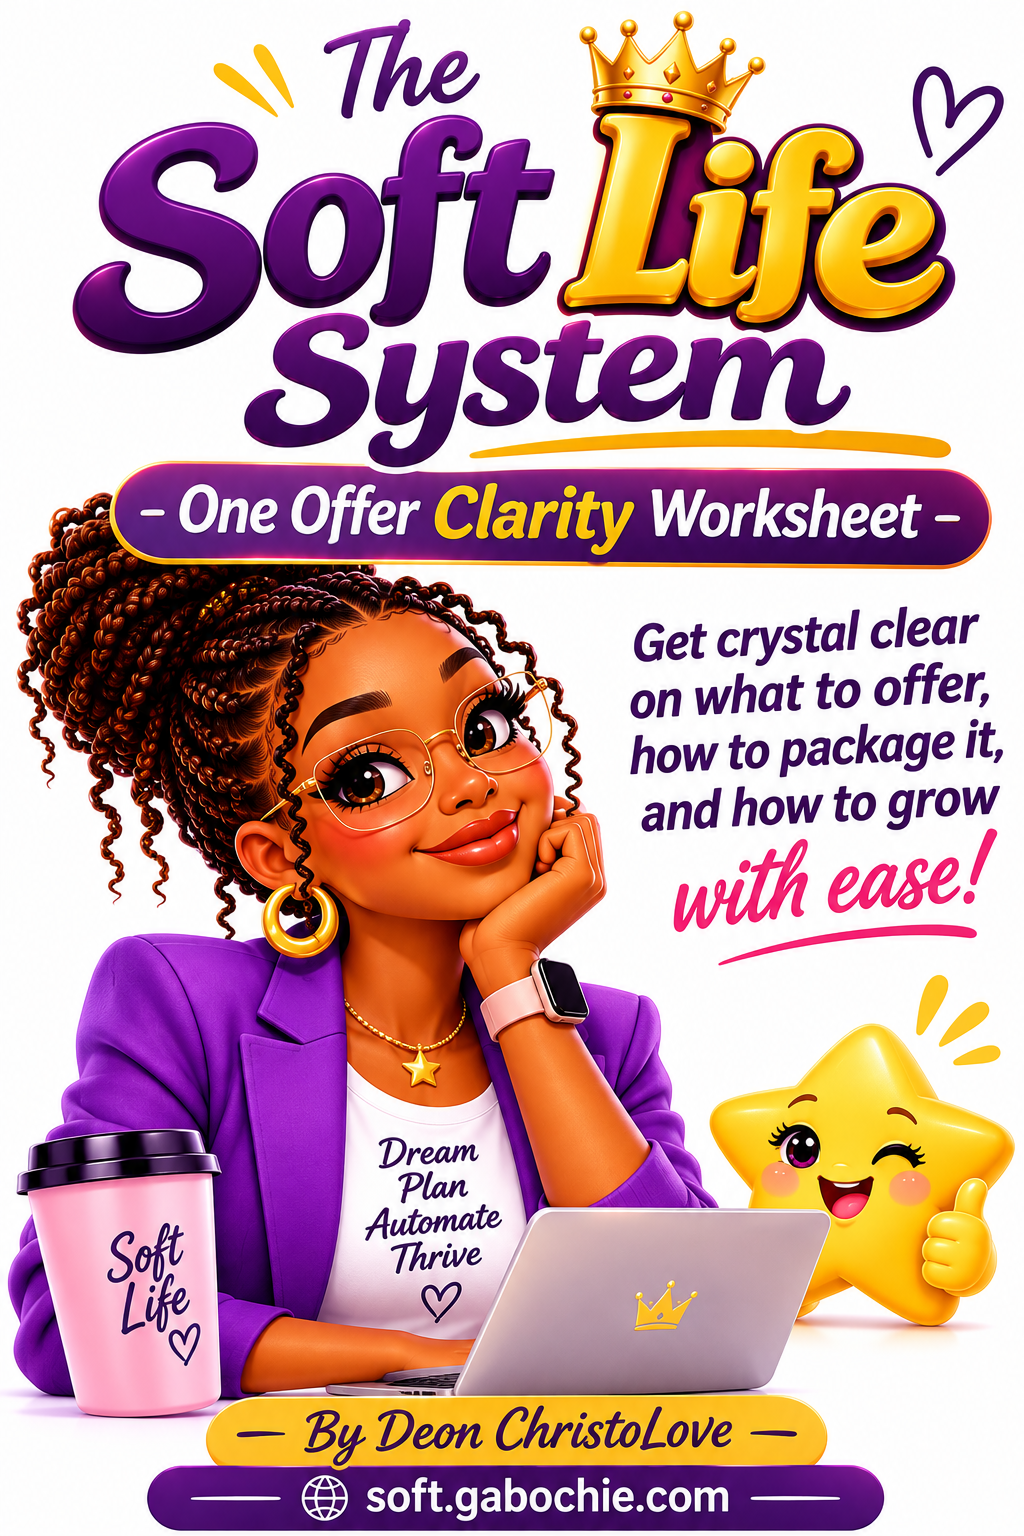 The
Soft Life
System
- One Offer Clarity Worksheet -
Get crystal clear
on what to offer,
how to package it,
and how to grow
with ease!
Dream
Plan
Automate
Thrive
Soft
Life
By Deon ChristoLove
soft.gabochie.com